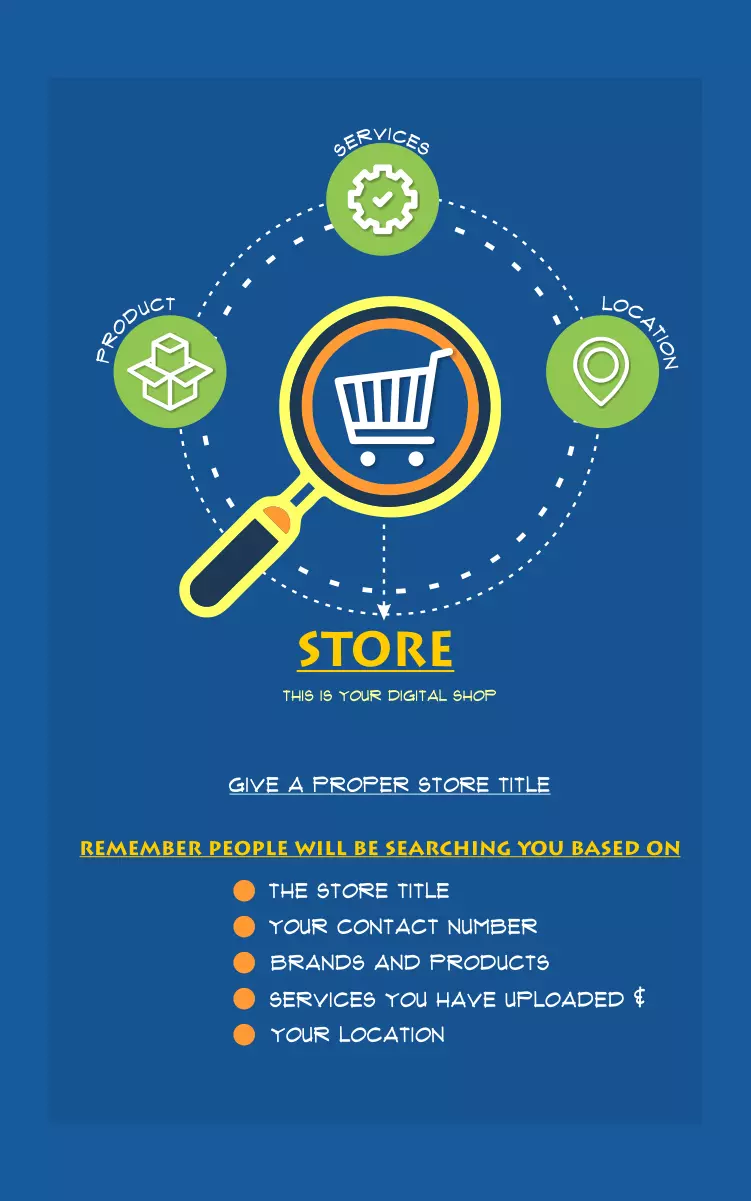 SERVICES
PRODUCT
LOCATION
STORE
THIS IS YOUR DIGITAL SHOP
GIVE A PROPER STORE TITLE
REMEMBER PEOPLE WILL BE SEARCHING YOU BASED ON
THE STORE TITLE
YOUR CONTACT NUMBER
BRANDS AND PRODUCTS
SERVICES YOU HAVE UPLOADED &
YOUR LOCATION